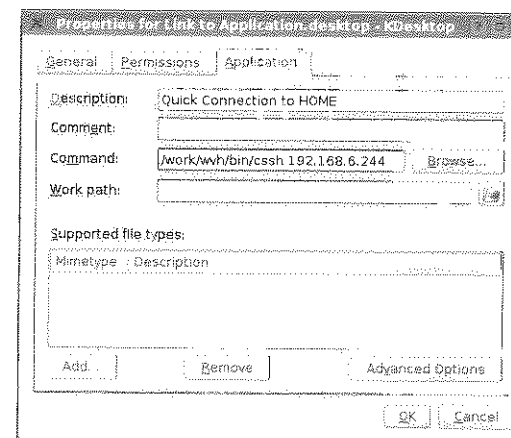 Properties for Link to Application.desktop - KDesktop
General Permissions Application
Description: Quick Connection to HOME
Comment:
Command: /work/wvh/bin/cssh 192.168.6.244 Browse...
Work path:
Supported file types:
Mimetype Description
Add... Remove Advanced Options
OK Cancel